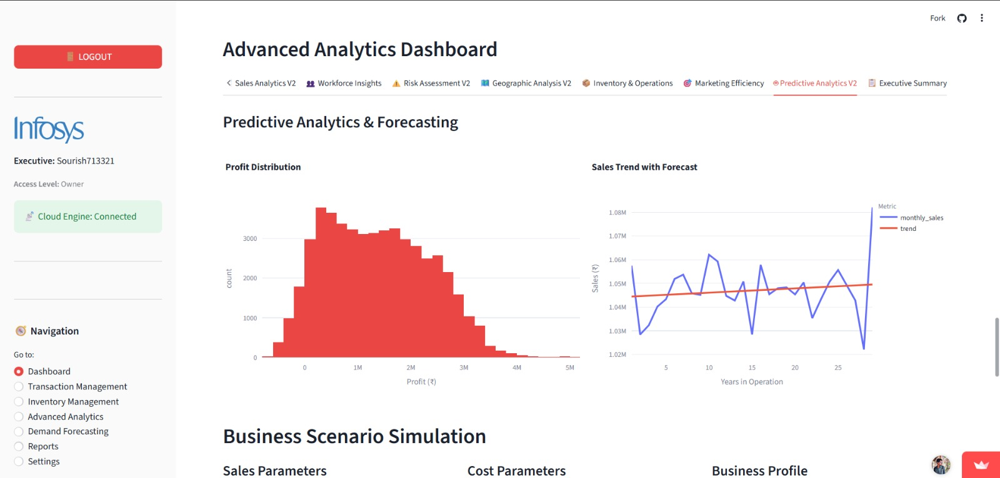 Fork
LOGOUT
Infosys
Executive: Sourish713321
Access Level: Owner
Cloud Engine: Connected
Navigation
Go to:
Dashboard
Transaction Management
Inventory Management
Advanced Analytics
Demand Forecasting
Reports
Settings
Advanced Analytics Dashboard
Sales Analytics V2 Workforce Insights Risk Assessment V2 Geographic Analysis V2 Inventory & Operations Marketing Efficiency Predictive Analytics V2 Executive Summary
Predictive Analytics & Forecasting
Profit Distribution
3000
2000
1000
0
count
0 1M 2M 3M 4M 5M
Profit (₹)
Sales Trend with Forecast
Metric
monthly_sales
trend
1.08M
1.07M
1.06M
1.05M
1.04M
1.03M
1.02M
Sales (₹)
5 10 15 20 25
Years in Operation
Business Scenario Simulation
Sales Parameters Cost Parameters Business Profile